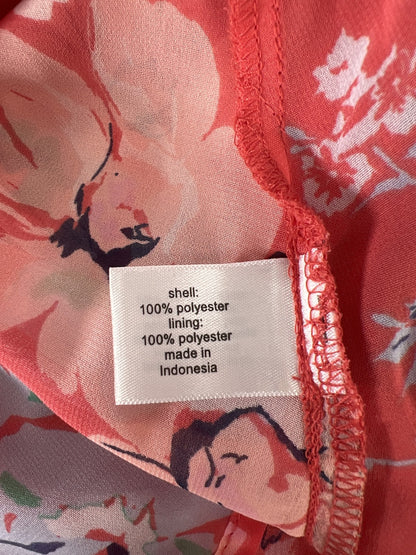 shell:
100% polyester
lining:
100% polyester
made in
Indonesia